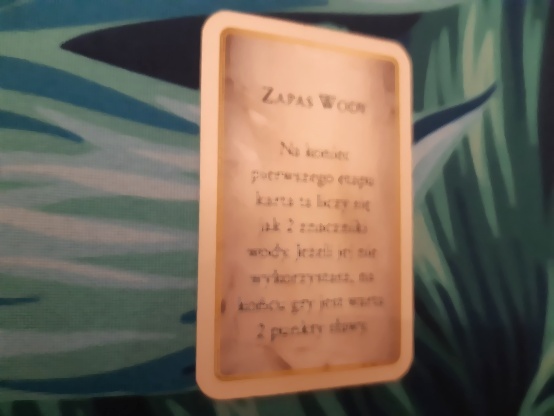 Zapas Wody
Na koniec
pierwszego etapu
karta ta liczy się
jak 2 znaczniki
wody. Jeżeli jej nie
wykorzystasz, na
końcu gry jest warta
2 punkty sławy.